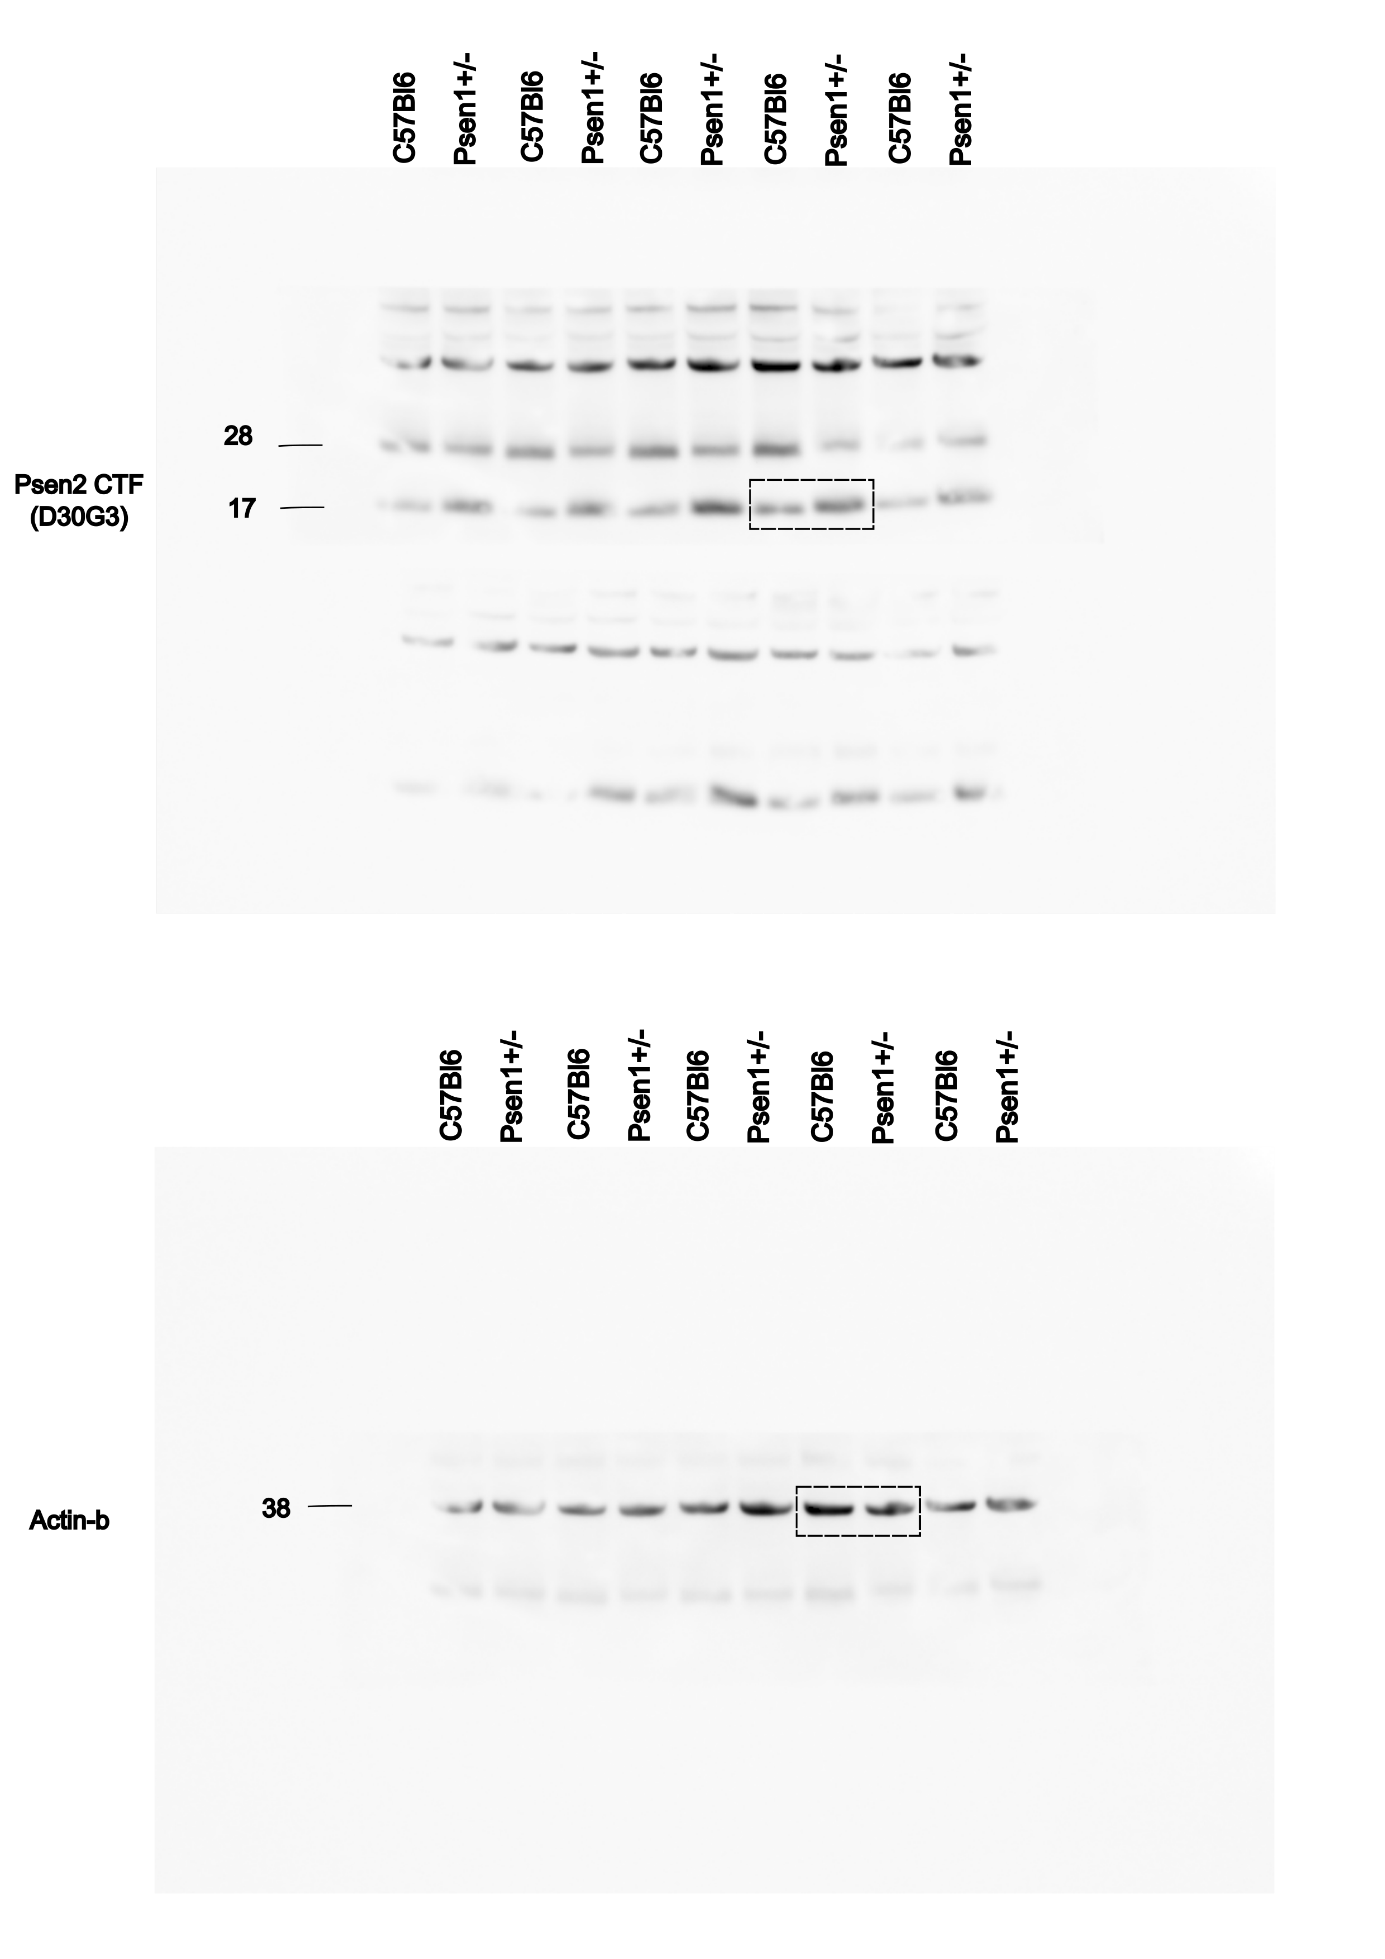 C57Bl6
Psen1+/-
C57Bl6
Psen1+/-
C57Bl6
Psen1+/-
C57Bl6
Psen1+/-
C57Bl6
Psen1+/-
28
Psen2 CTF
(D30G3)
17
C57Bl6
Psen1+/-
C57Bl6
Psen1+/-
C57Bl6
Psen1+/-
C57Bl6
Psen1+/-
C57Bl6
Psen1+/-
38
Actin-b